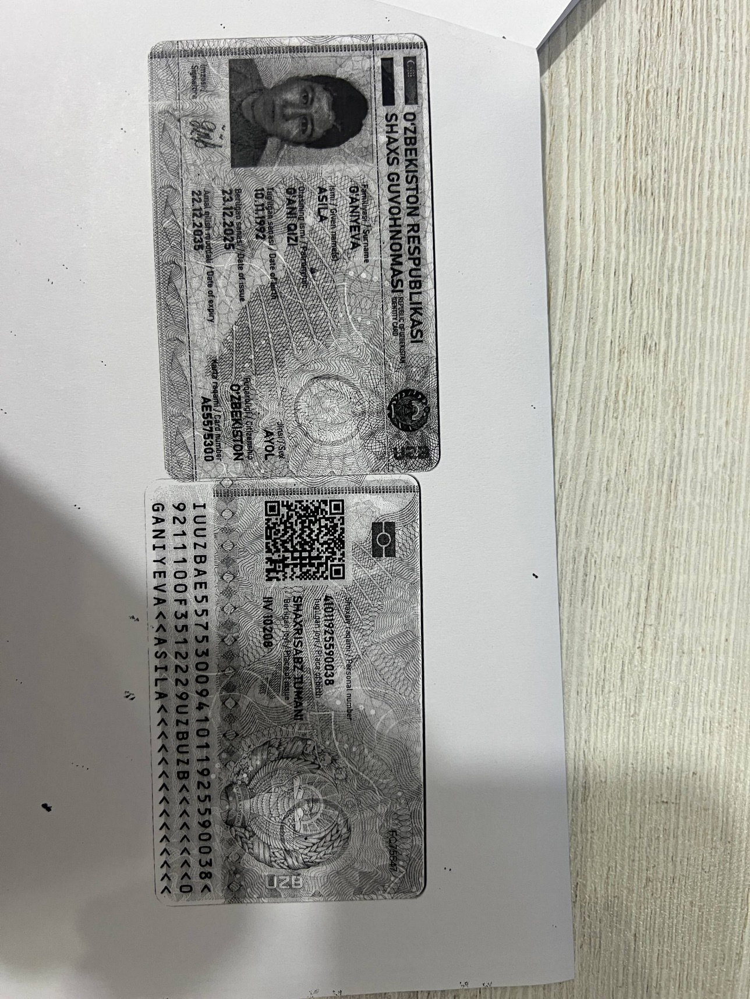 O'ZBEKISTON RESPUBLIKASI
SHAXS GUVOHNOMASI
REPUBLIC OF UZBEKISTAN
IDENTITY CARD
Familiyasi / Surname
G'ANIYEVA
Ismi / Given name(s)
ASILA
Otasining ismi / Patronymic
G'ANI QIZI
Tug'ilgan sanasi / Date of birth
10.11.1992
Jinsi / Sex
AYOL
Berilgan sanasi / Date of issue
23.12.2025
Fuqaroligi / Citizenship
O'ZBEKISTON
Amal qilish muddati / Date of expiry
22.12.2035
Karta raqami / Card number
AE5575300
Imzosi
Signature
Shaxsiy raqami / Personal number
41011925590038
Tug'ilgan joyi / Place of birth
SHAXRISABZ TUMANI
Berilgan joyi / Place of issue
IIV 10208
UZB
IUUZBAE5575300941011925590038<
9211100F3512229UZBUZB<<<<<<<0
GANIYEVA<<ASILA<<<<<<<<<<<<<<<